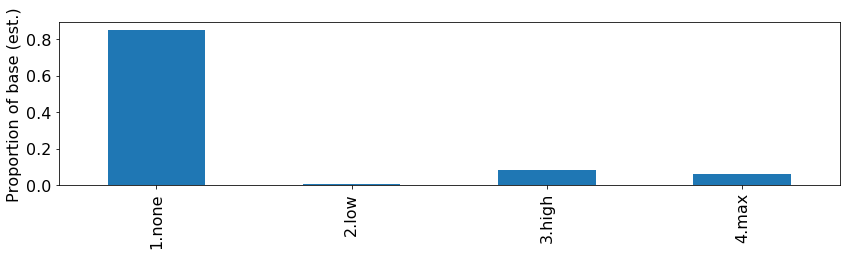 Proportion of base (est.)
0.8
0.6
0.4
0.2
0.0
1.none
2.low
3.high
4.max